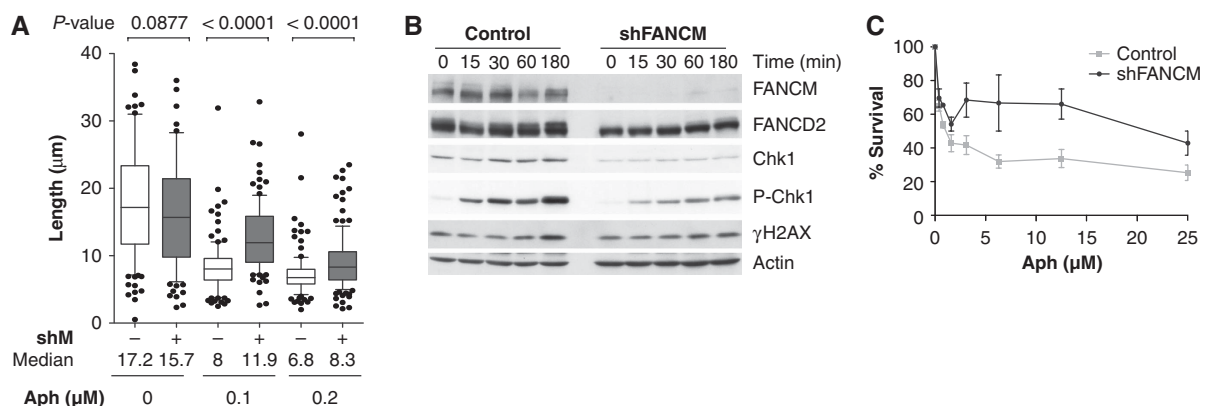 A
P-value 0.0877 < 0.0001 < 0.0001
40
30
20
10
0
Length (μm)
shM – + – + – +
Median 17.2 15.7 8 11.9 6.8 8.3
Aph (μM) 0 0.1 0.2
B
Control shFANCM
0 15 30 60 180 0 15 30 60 180 Time (min)
FANCM
FANCD2
Chk1
P-Chk1
γH2AX
Actin
C
Control
shFANCM
100
80
60
40
20
0
% Survival
0 5 10 15 20 25
Aph (μM)